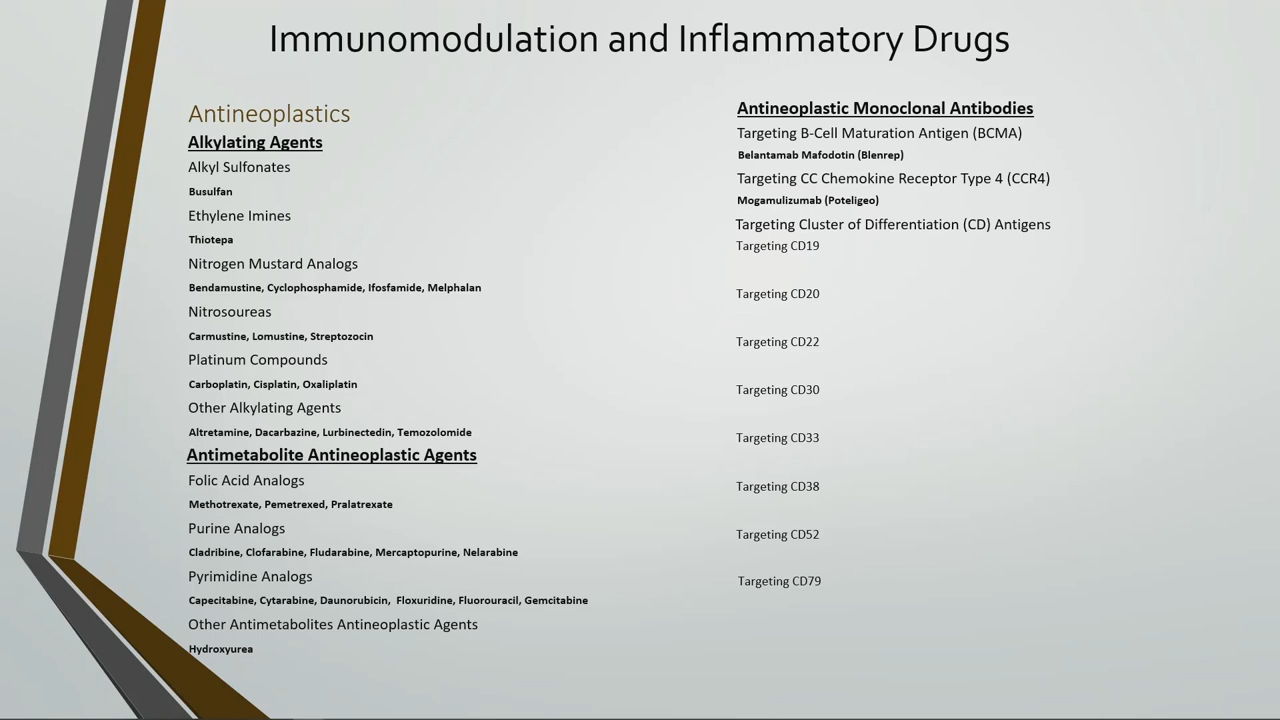 Immunomodulation and Inflammatory Drugs
Antineoplastics
Alkylating Agents
Alkyl Sulfonates
Busulfan
Ethylene Imines
Thiotepa
Nitrogen Mustard Analogs
Bendamustine, Cyclophosphamide, Ifosfamide, Melphalan
Nitrosoureas
Carmustine, Lomustine, Streptozocin
Platinum Compounds
Carboplatin, Cisplatin, Oxaliplatin
Other Alkylating Agents
Altretamine, Dacarbazine, Lurbinectedin, Temozolomide
Antimetabolite Antineoplastic Agents
Folic Acid Analogs
Methotrexate, Pemetrexed, Pralatrexate
Purine Analogs
Cladribine, Clofarabine, Fludarabine, Mercaptopurine, Nelarabine
Pyrimidine Analogs
Capecitabine, Cytarabine, Daunorubicin, Floxuridine, Fluorouracil, Gemcitabine
Other Antimetabolites Antineoplastic Agents
Hydroxyurea
Antineoplastic Monoclonal Antibodies
Targeting B-Cell Maturation Antigen (BCMA)
Belantamab Mafodotin (Blenrep)
Targeting CC Chemokine Receptor Type 4 (CCR4)
Mogamulizumab (Poteligeo)
Targeting Cluster of Differentiation (CD) Antigens
Targeting CD19
Targeting CD20
Targeting CD22
Targeting CD30
Targeting CD33
Targeting CD38
Targeting CD52
Targeting CD79